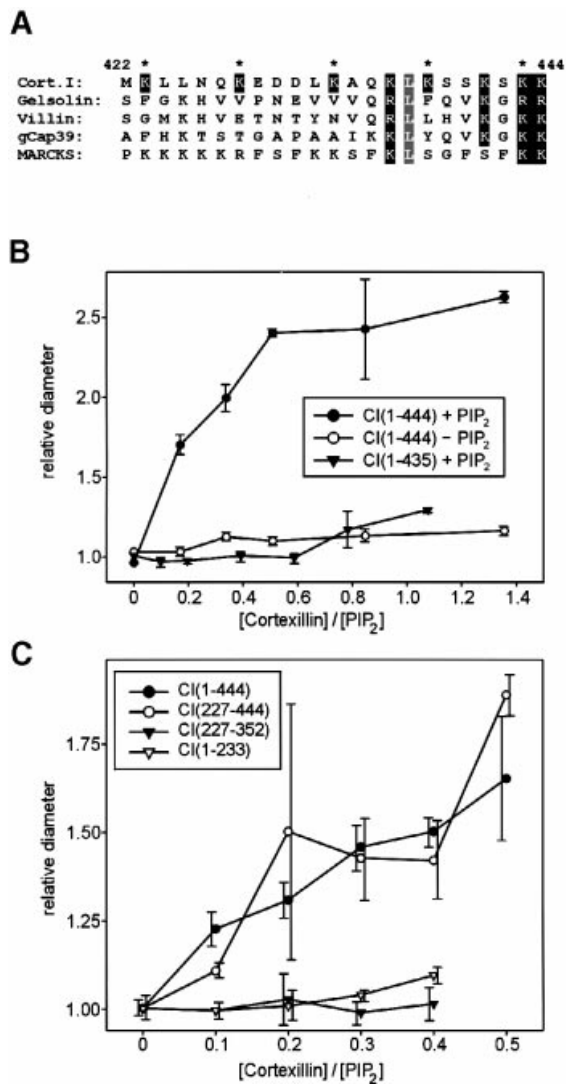 A
422 * * * * * 444
Cort.I: M K L L N Q K E D D L K A Q K L K S S K S K K
Gelsolin: S F G K H V V P N E V V V Q R L F Q V K G R R
Villin: S G M K H V E T N T Y N V Q R L L H V K G K K
gCap39: A F H K T S T G A P A A I K K L Y Q V K G K K
MARCKS: P K K K K K R F S F K K S F K L S G F S F K K
B
relative diameter
2.5
2.0
1.5
1.0
CI(1-444) + PIP₂
CI(1-444) − PIP₂
CI(1-435) + PIP₂
0 0.2 0.4 0.6 0.8 1.0 1.2 1.4
[Cortexillin] / [PIP₂]
C
relative diameter
1.75
1.50
1.25
1.00
CI(1-444)
CI(227-444)
CI(227-352)
CI(1-233)
0 0.1 0.2 0.3 0.4 0.5
[Cortexillin] / [PIP₂]